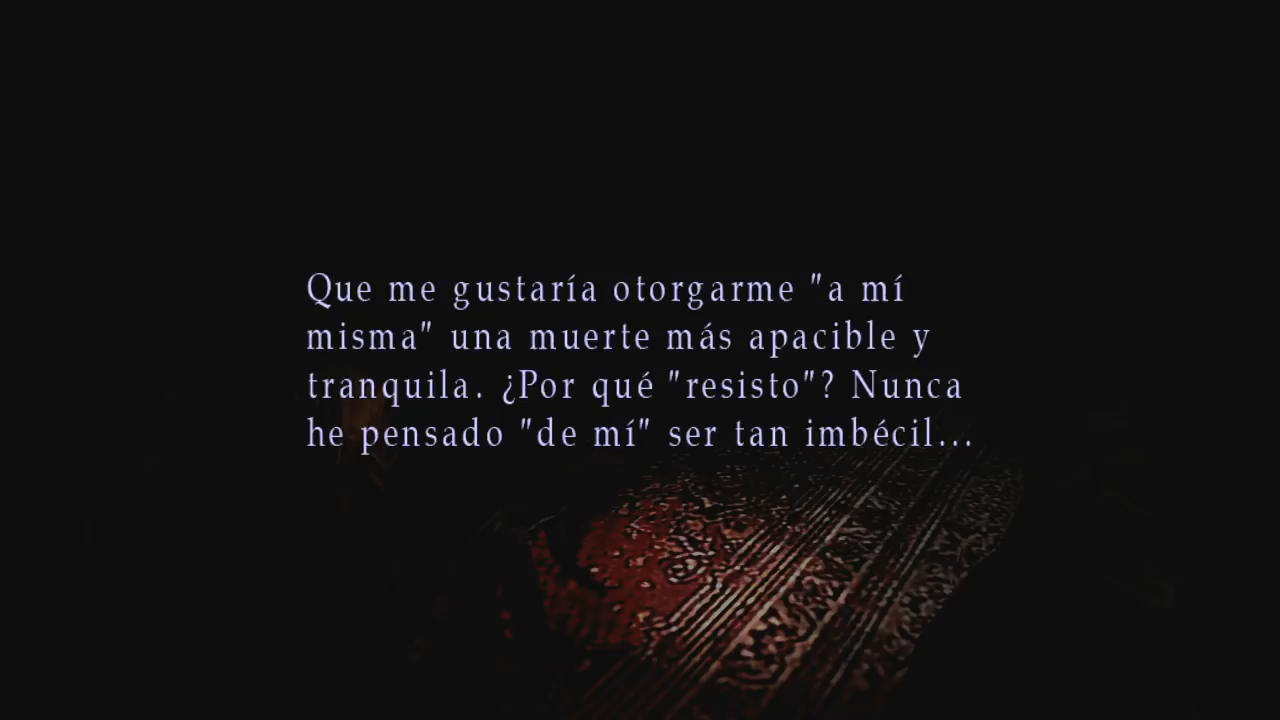 Que me gustaría otorgarme "a mí
misma" una muerte más apacible y
tranquila. ¿Por qué "resisto"? Nunca
he pensado "de mí" ser tan imbécil...